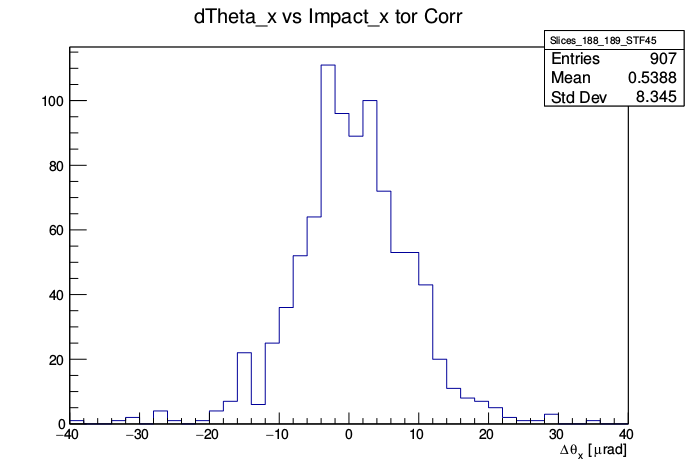 dTheta_x vs Impact_x tor Corr
Slices_188_189_STF45
Entries 907
Mean 0.5388
Std Dev 8.345
100
80
60
40
20
0
−40 −30 −20 −10 0 10 20 30 40
Δθx [μrad]